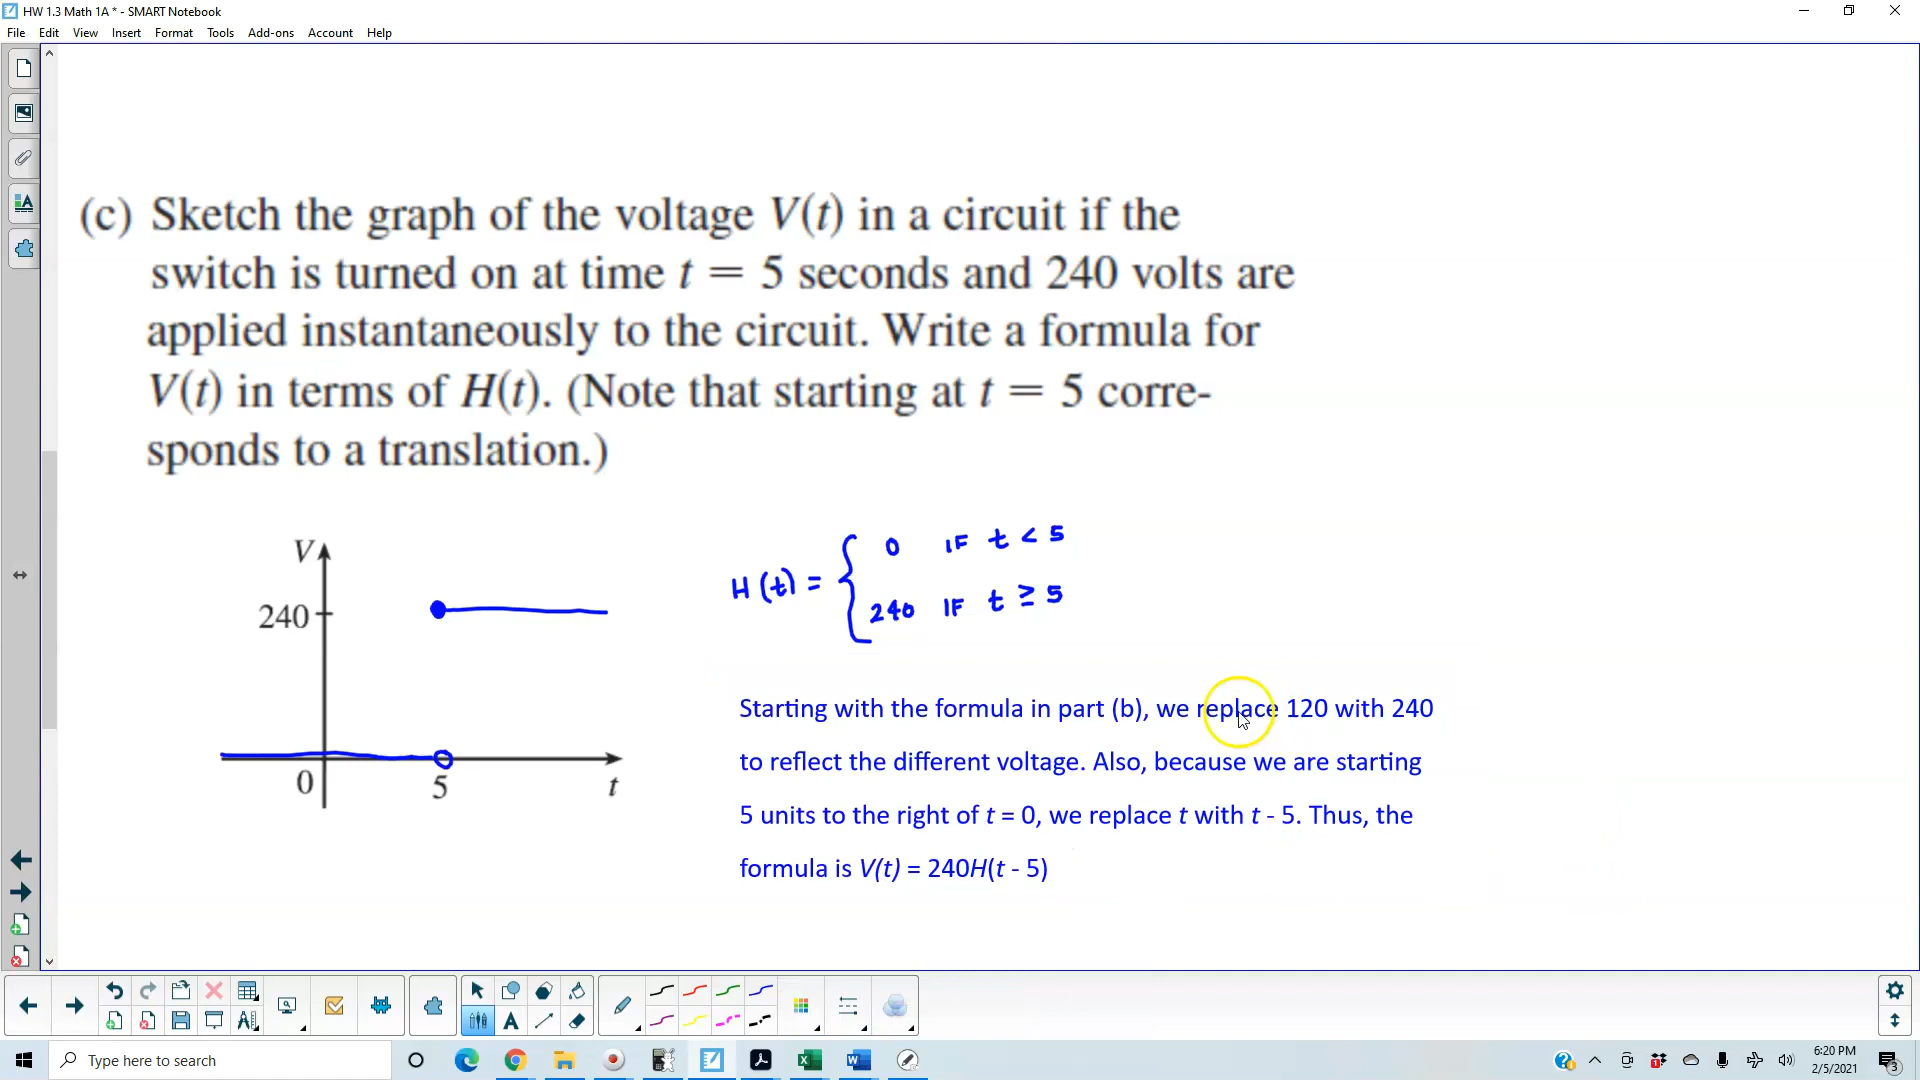 HW 1.3 Math 1A * - SMART Notebook
File Edit View Insert Format Tools Add-ons Account Help
(c) Sketch the graph of the voltage V(t) in a circuit if the
switch is turned on at time t = 5 seconds and 240 volts are
applied instantaneously to the circuit. Write a formula for
V(t) in terms of H(t). (Note that starting at t = 5 corre-
sponds to a translation.)
V
240
0
5
t
H(t) = { 0 IF t < 5
240 IF t ≥ 5
Starting with the formula in part (b), we replace 120 with 240
to reflect the different voltage. Also, because we are starting
5 units to the right of t = 0, we replace t with t - 5. Thus, the
formula is V(t) = 240H(t - 5)
Type here to search
6:20 PM
2/5/2021
3